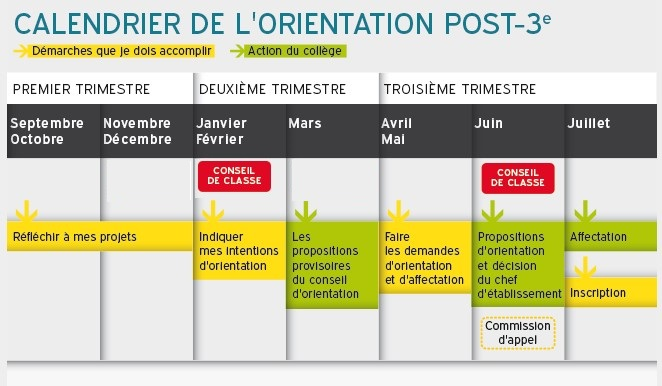 CALENDRIER DE L'ORIENTATION POST-3e
Démarches que je dois accomplir
Action du collège
PREMIER TRIMESTRE
DEUXIÈME TRIMESTRE
TROISIÈME TRIMESTRE
Septembre
Octobre
Novembre
Décembre
Janvier
Février
Mars
Avril
Mai
Juin
Juillet
CONSEIL
DE CLASSE
CONSEIL
DE CLASSE
Réfléchir à mes projets
Indiquer
mes intentions
d'orientation
Les
propositions
provisoires
du conseil
d'orientation
Faire
les demandes
d'orientation
et d'affectation
Propositions
d'orientation
et décision
du chef
d'établissement
Commission
d'appel
Affectation
Inscription